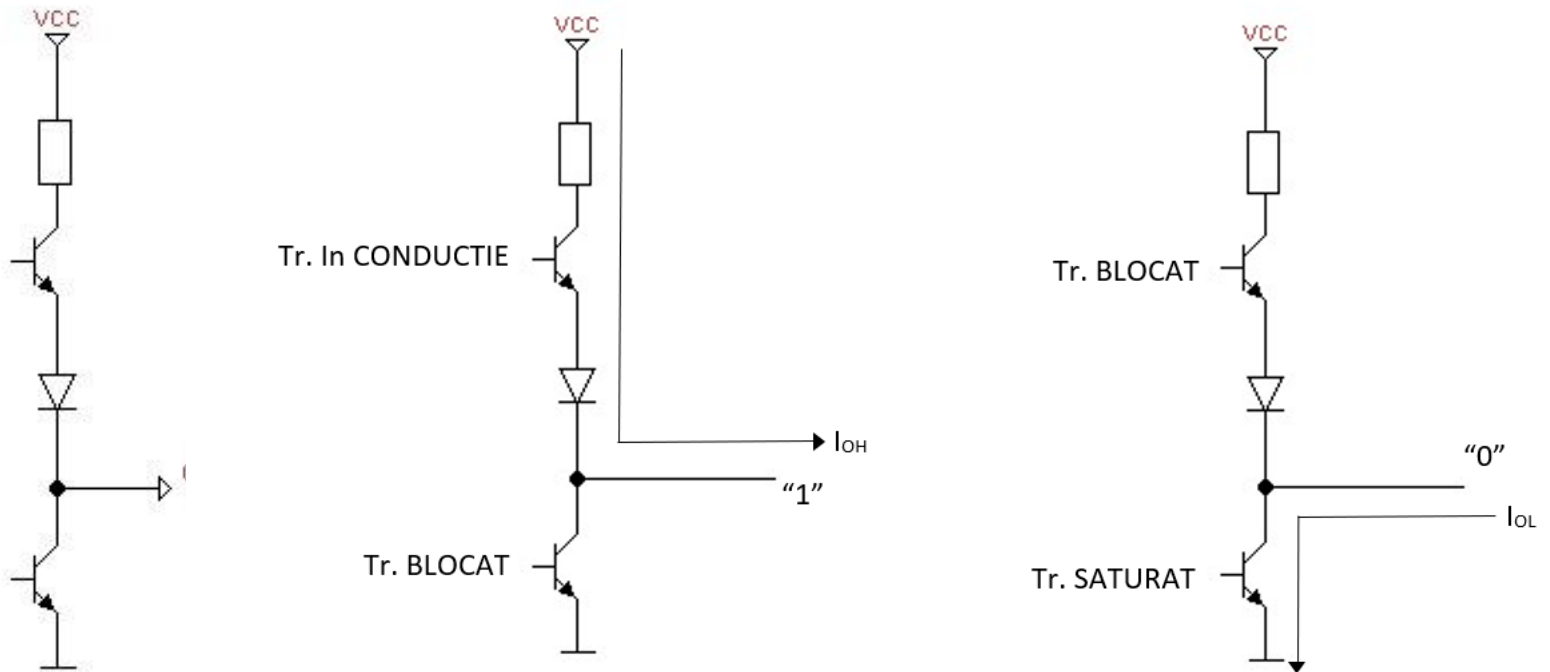 VCC
VCC
Tr. In CONDUCTIE
IOH
“1”
Tr. BLOCAT
VCC
Tr. BLOCAT
“0”
IOL
Tr. SATURAT